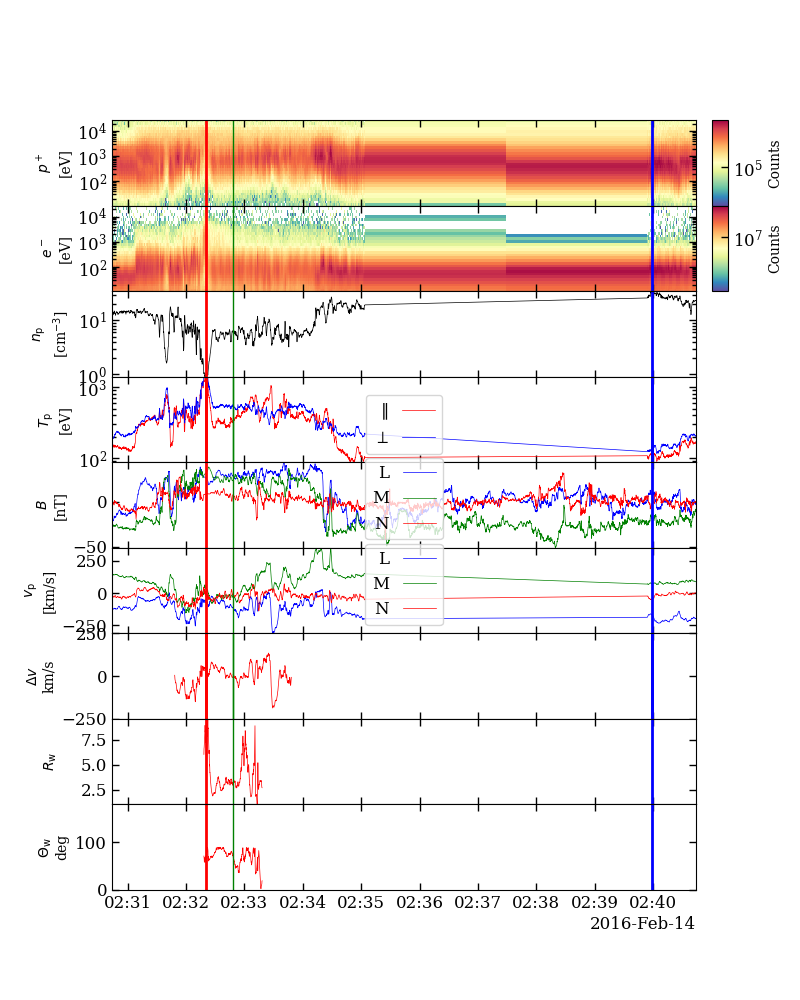 10⁴
10³
10²
p⁺
[eV]
10⁵
Counts
10⁴
10³
10²
e⁻
[eV]
10⁷
Counts
10¹
10⁰
nₚ
[cm⁻³]
10³
10²
Tₚ
[eV]
∥
⊥
0
−50
B
[nT]
L
M
N
250
0
−250
vₚ
[km/s]
L
M
N
250
0
−250
Δv
km/s
7.5
5.0
2.5
R_w
100
0
Θ_w
deg
02:31 02:32 02:33 02:34 02:35 02:36 02:37 02:38 02:39 02:40
2016-Feb-14